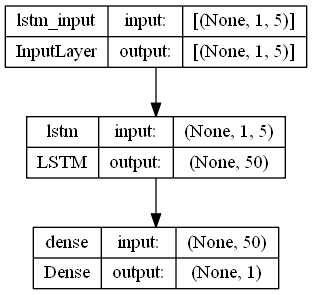 lstm_input input: [(None, 1, 5)]
InputLayer output: [(None, 1, 5)]
lstm input: (None, 1, 5)
LSTM output: (None, 50)
dense input: (None, 50)
Dense output: (None, 1)